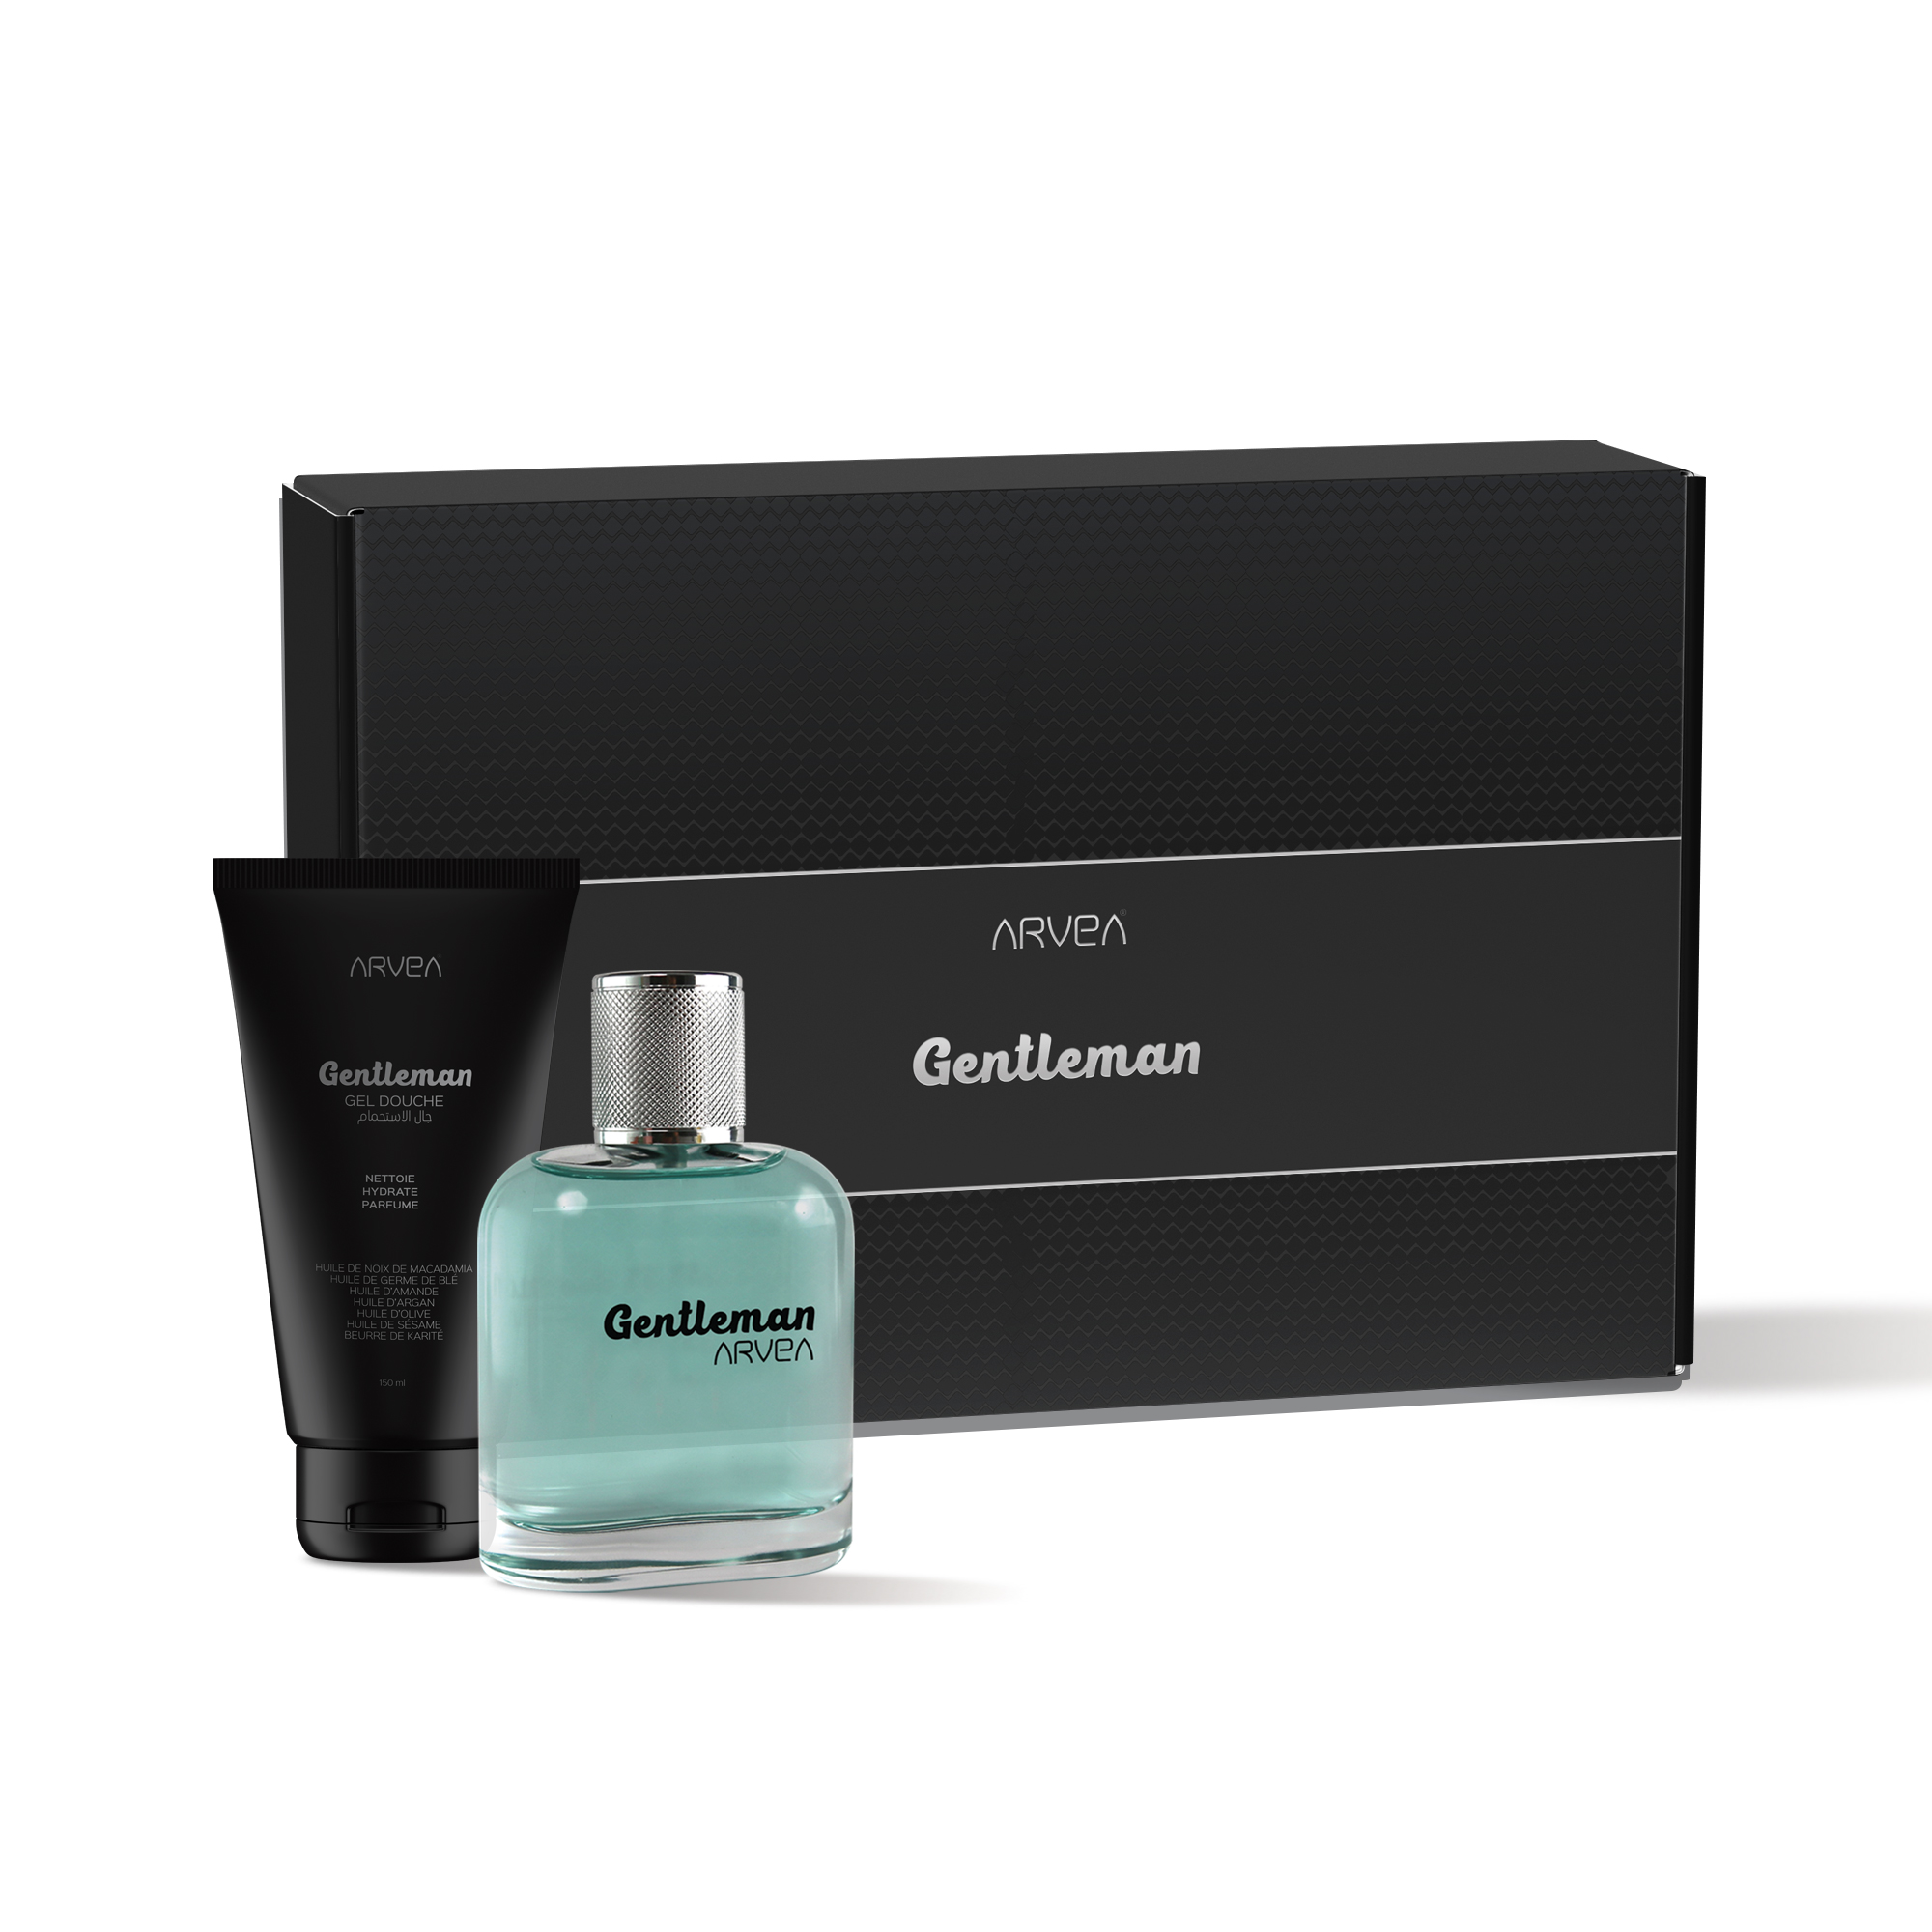 ARVEA®
Gentleman
ARVEA
Gentleman
GEL DOUCHE
جال الاستحمام
NETTOIE
HYDRATE
PARFUME
HUILE DE NOIX DE MACADAMIA
HUILE DE GERME DE BLÉ
HUILE D'AMANDE
HUILE D'ARGAN
HUILE D'OLIVE
HUILE DE SÉSAME
BEURRE DE KARITÉ
150 ml
Gentleman
ARVEA